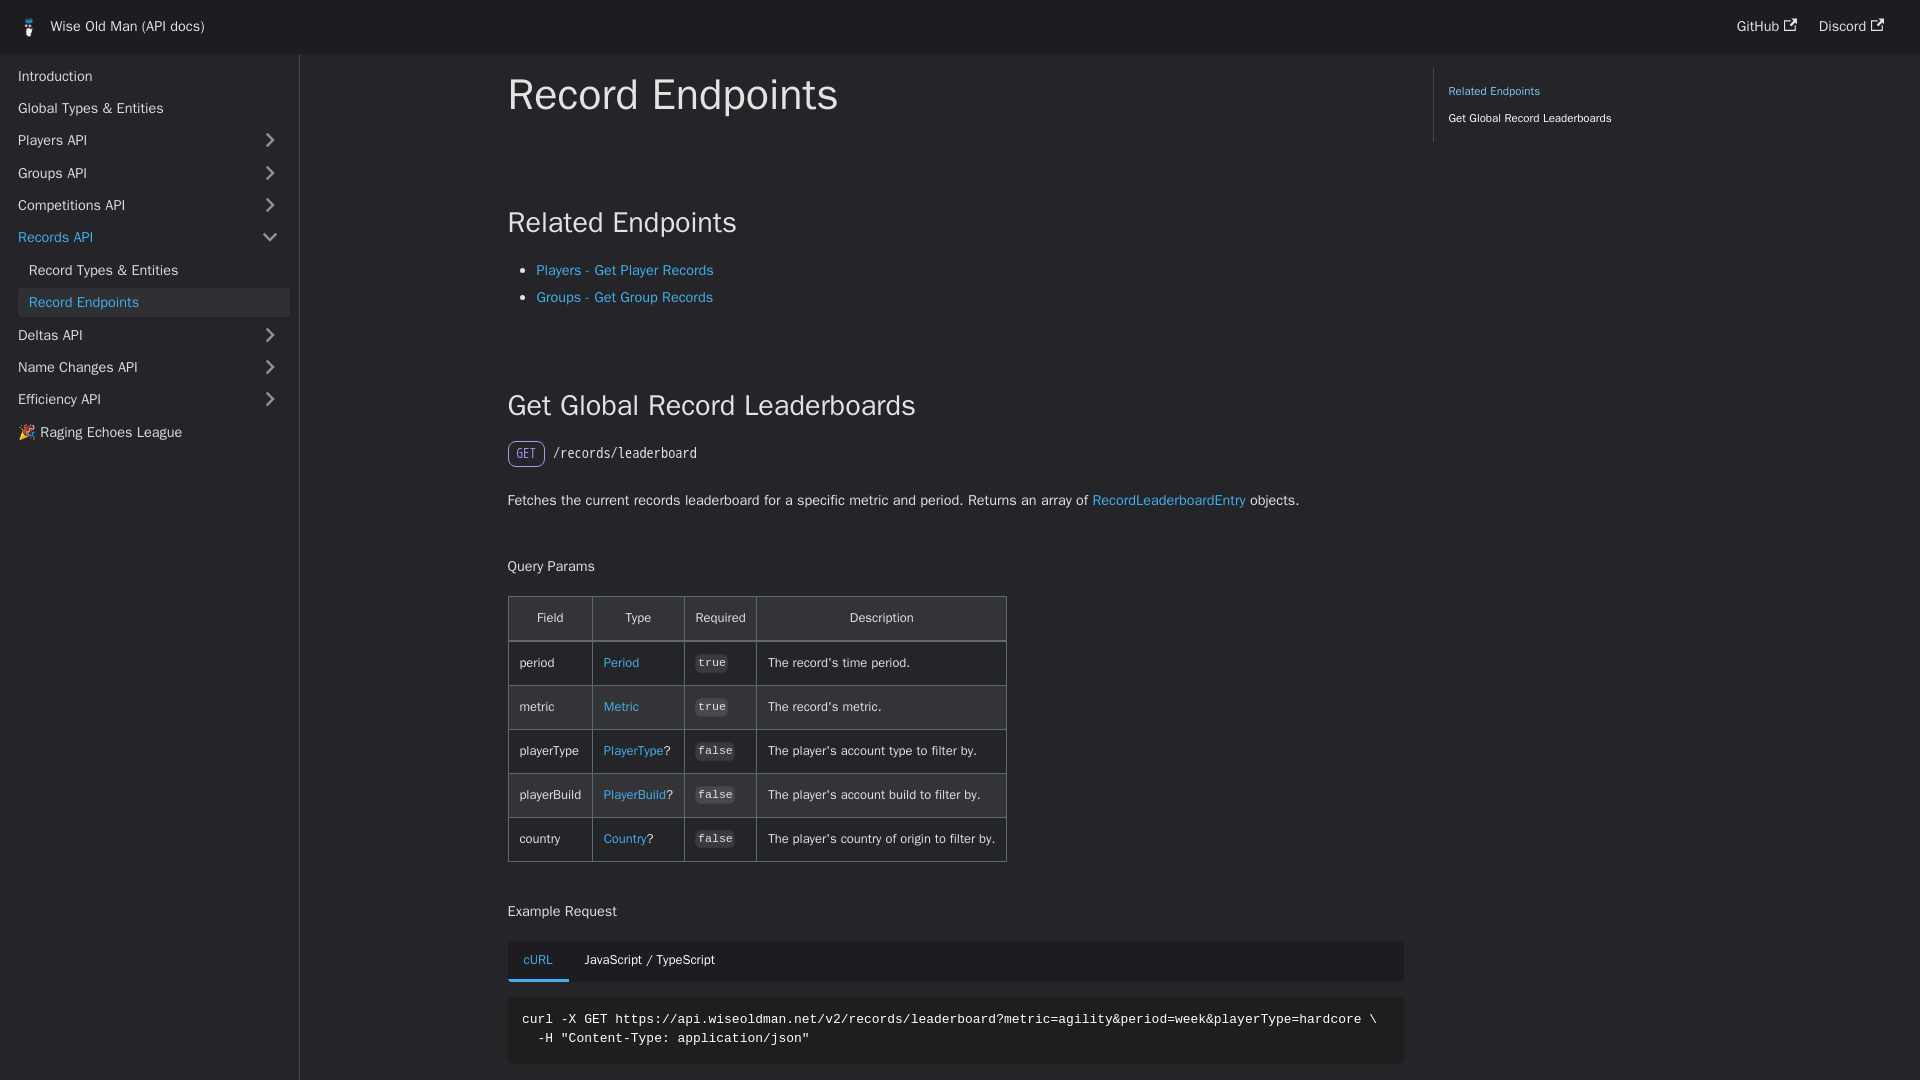 Wise Old Man (API docs)
GitHub
Discord
Introduction
Global Types & Entities
Players API
Groups API
Competitions API
Records API
Record Types & Entities
Record Endpoints
Deltas API
Name Changes API
Efficiency API
🎉 Raging Echoes League
Record Endpoints
Related Endpoints
Players - Get Player Records
Groups - Get Group Records
Get Global Record Leaderboards
GET /records/leaderboard
Fetches the current records leaderboard for a specific metric and period. Returns an array of RecordLeaderboardEntry objects.
Query Params
Field Type Required Description
period Period true The record's time period.
metric Metric true The record's metric.
playerType PlayerType? false The player's account type to filter by.
playerBuild PlayerBuild? false The player's account build to filter by.
country Country? false The player's country of origin to filter by.
Example Request
cURL JavaScript / TypeScript
curl -X GET https://api.wiseoldman.net/v2/records/leaderboard?metric=agility&period=week&playerType=hardcore \
-H "Content-Type: application/json"
Related Endpoints
Get Global Record Leaderboards